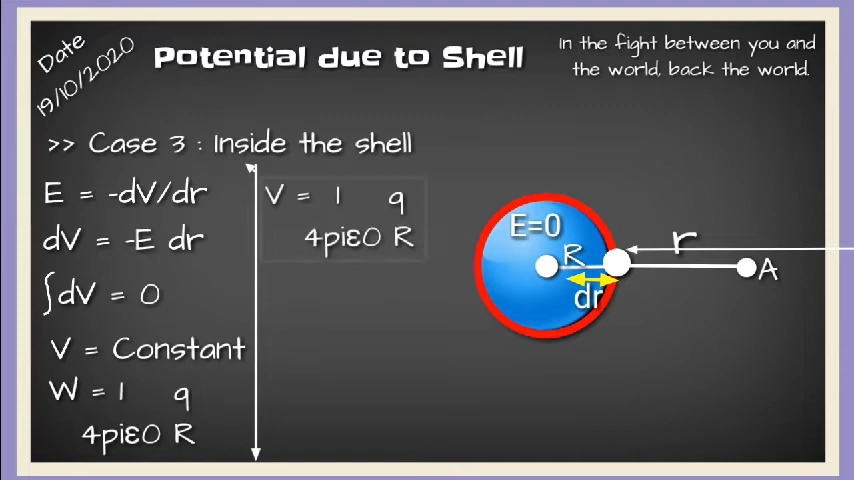 Date
19/10/2020
Potential due to Shell
In the fight between you and
the world, back the world.
>> Case 3 : Inside the shell
E = -dV/dr
dV = -E dr
∫dV = 0
V = Constant
W = 1 q
4piε0 R
V = 1 q
4piε0 R
E=0
R
dr
r
A